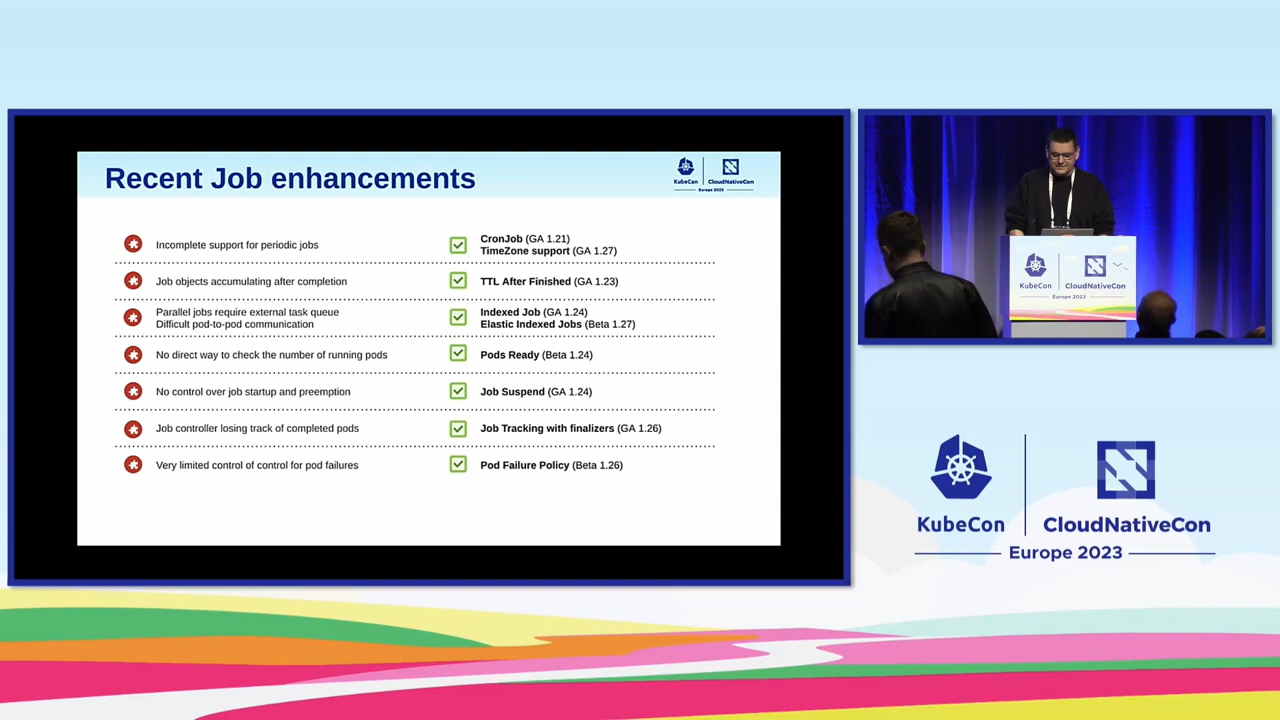 Recent Job enhancements
KubeCon
CloudNativeCon
Europe 2023
Incomplete support for periodic jobs
CronJob (GA 1.21)
TimeZone support (GA 1.27)
Job objects accumulating after completion
TTL After Finished (GA 1.23)
Parallel jobs require external task queue
Difficult pod-to-pod communication
Indexed Job (GA 1.24)
Elastic Indexed Jobs (Beta 1.27)
No direct way to check the number of running pods
Pods Ready (Beta 1.24)
No control over job startup and preemption
Job Suspend (GA 1.24)
Job controller losing track of completed pods
Job Tracking with finalizers (GA 1.26)
Very limited control of control for pod failures
Pod Failure Policy (Beta 1.26)
KubeCon
CloudNativeCon
Europe 2023
KubeCon
CloudNativeCon
Europe 2023